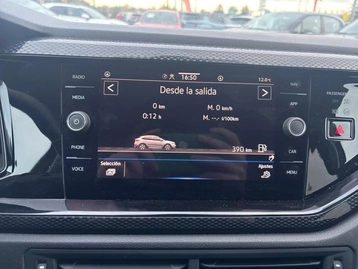 RADIO
MEDIA
PHONE
VOICE
16:50
12.0°C
< Desde la salida >
0 km M. 0 km/h
0:12 h M. --.- l/100km
390 km
Selección Ajustes
NAV
APP
CAR
MENU
PASSENGER